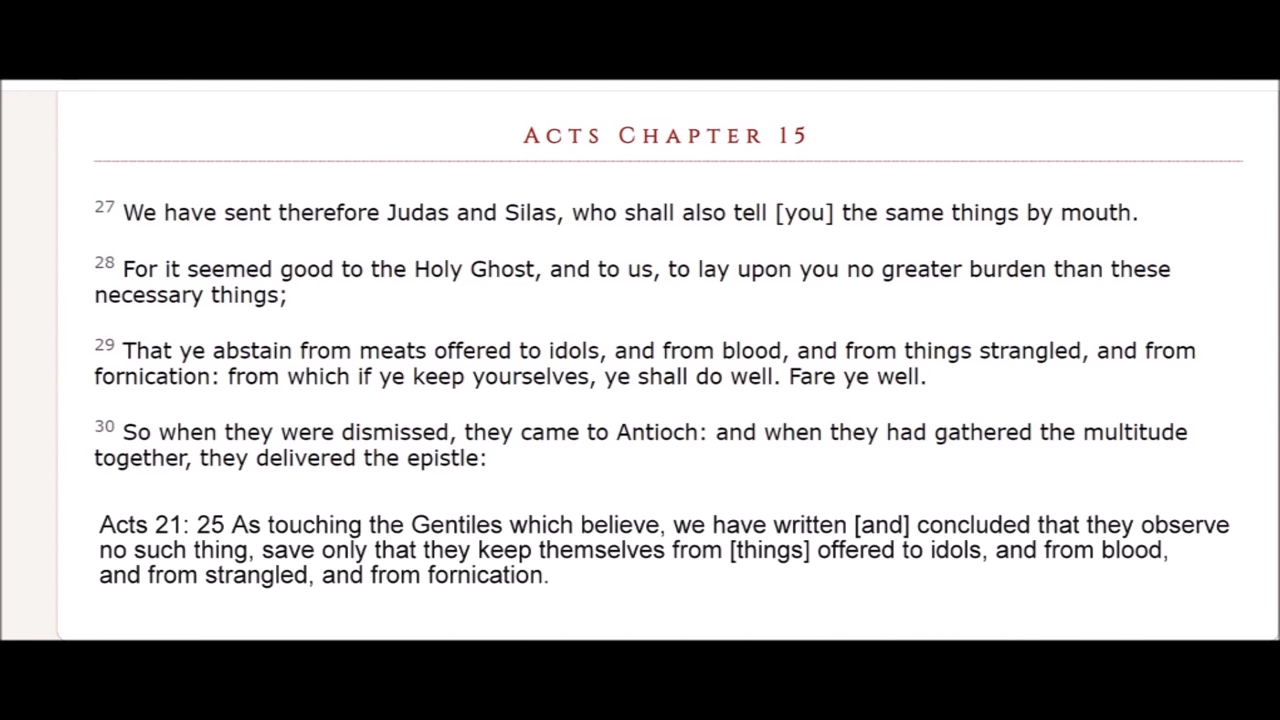 Acts Chapter 15
27 We have sent therefore Judas and Silas, who shall also tell [you] the same things by mouth.
28 For it seemed good to the Holy Ghost, and to us, to lay upon you no greater burden than these
necessary things;
29 That ye abstain from meats offered to idols, and from blood, and from things strangled, and from
fornication: from which if ye keep yourselves, ye shall do well. Fare ye well.
30 So when they were dismissed, they came to Antioch: and when they had gathered the multitude
together, they delivered the epistle:
Acts 21: 25 As touching the Gentiles which believe, we have written [and] concluded that they observe
no such thing, save only that they keep themselves from [things] offered to idols, and from blood,
and from strangled, and from fornication.